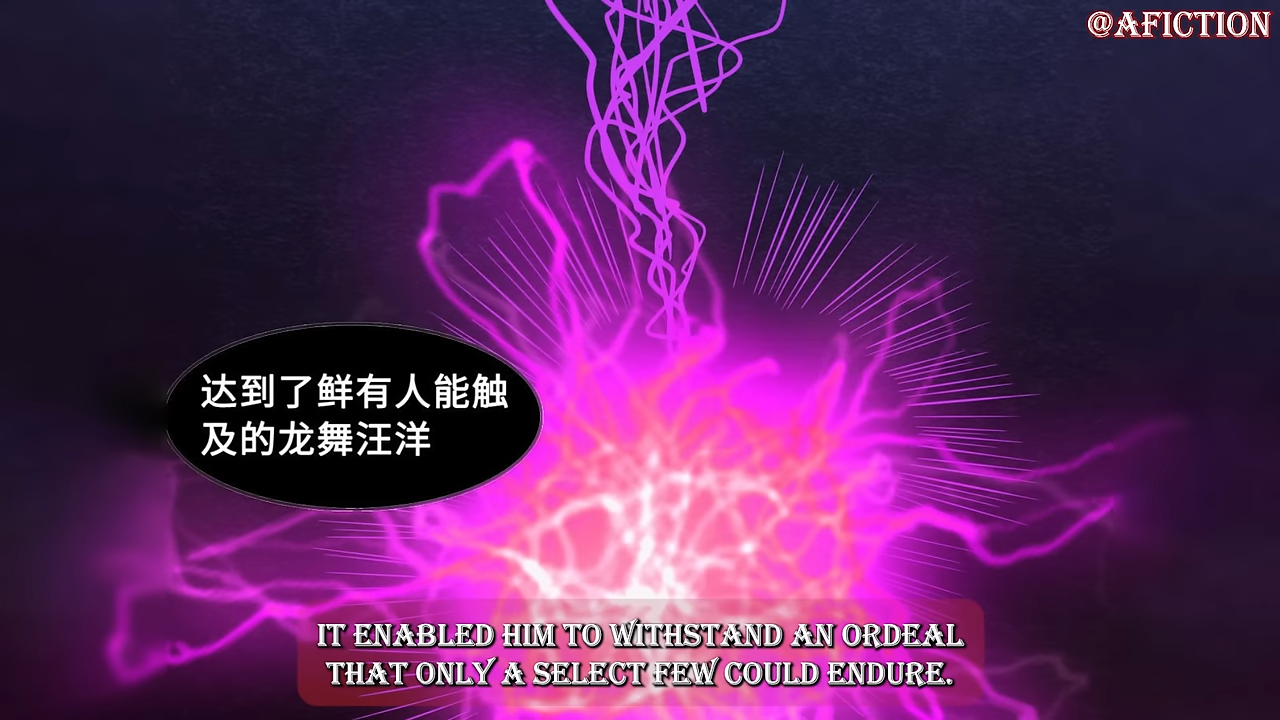 @AFICTION
达到了鲜有人能触
及的龙舞汪洋
IT ENABLED HIM TO WITHSTAND AN ORDEAL
THAT ONLY A SELECT FEW COULD ENDURE.